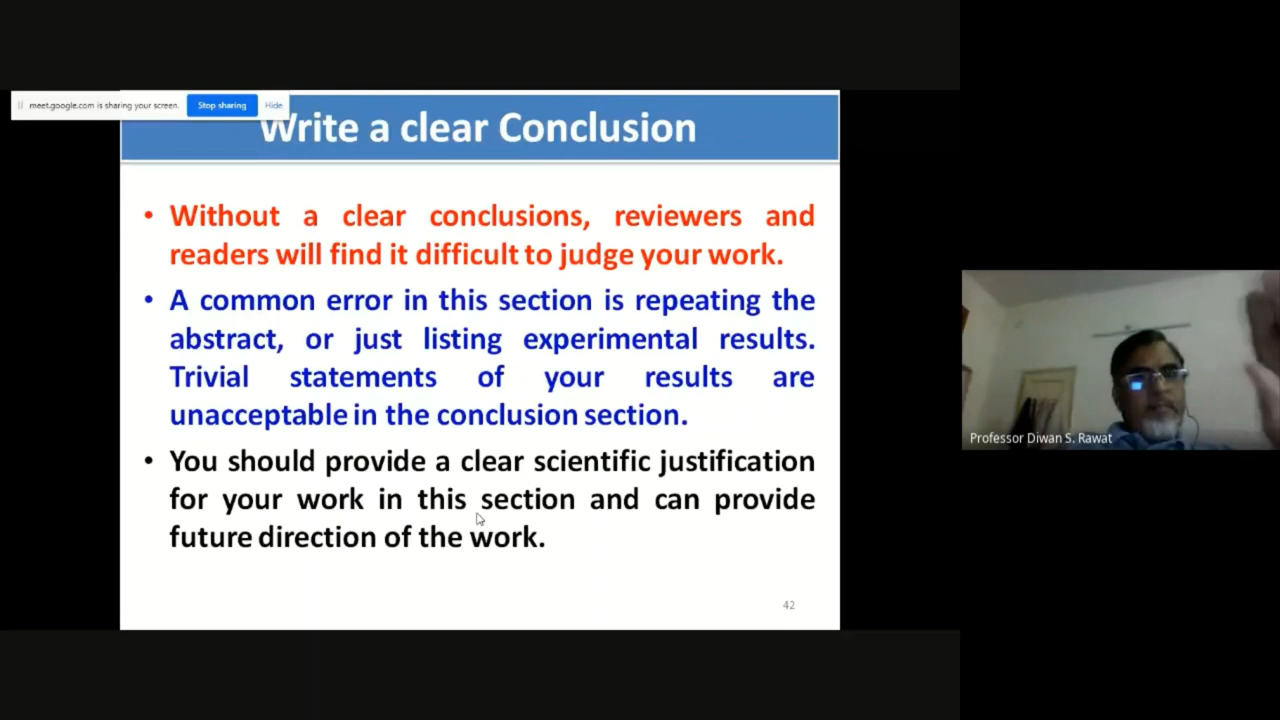 meet.google.com is sharing your screen. Stop sharing Hide
Write a clear Conclusion
• Without a clear conclusions, reviewers and
readers will find it difficult to judge your work.
• A common error in this section is repeating the
abstract, or just listing experimental results.
Trivial statements of your results are
unacceptable in the conclusion section.
• You should provide a clear scientific justification
for your work in this section and can provide
future direction of the work.
42
Professor Diwan S. Rawat